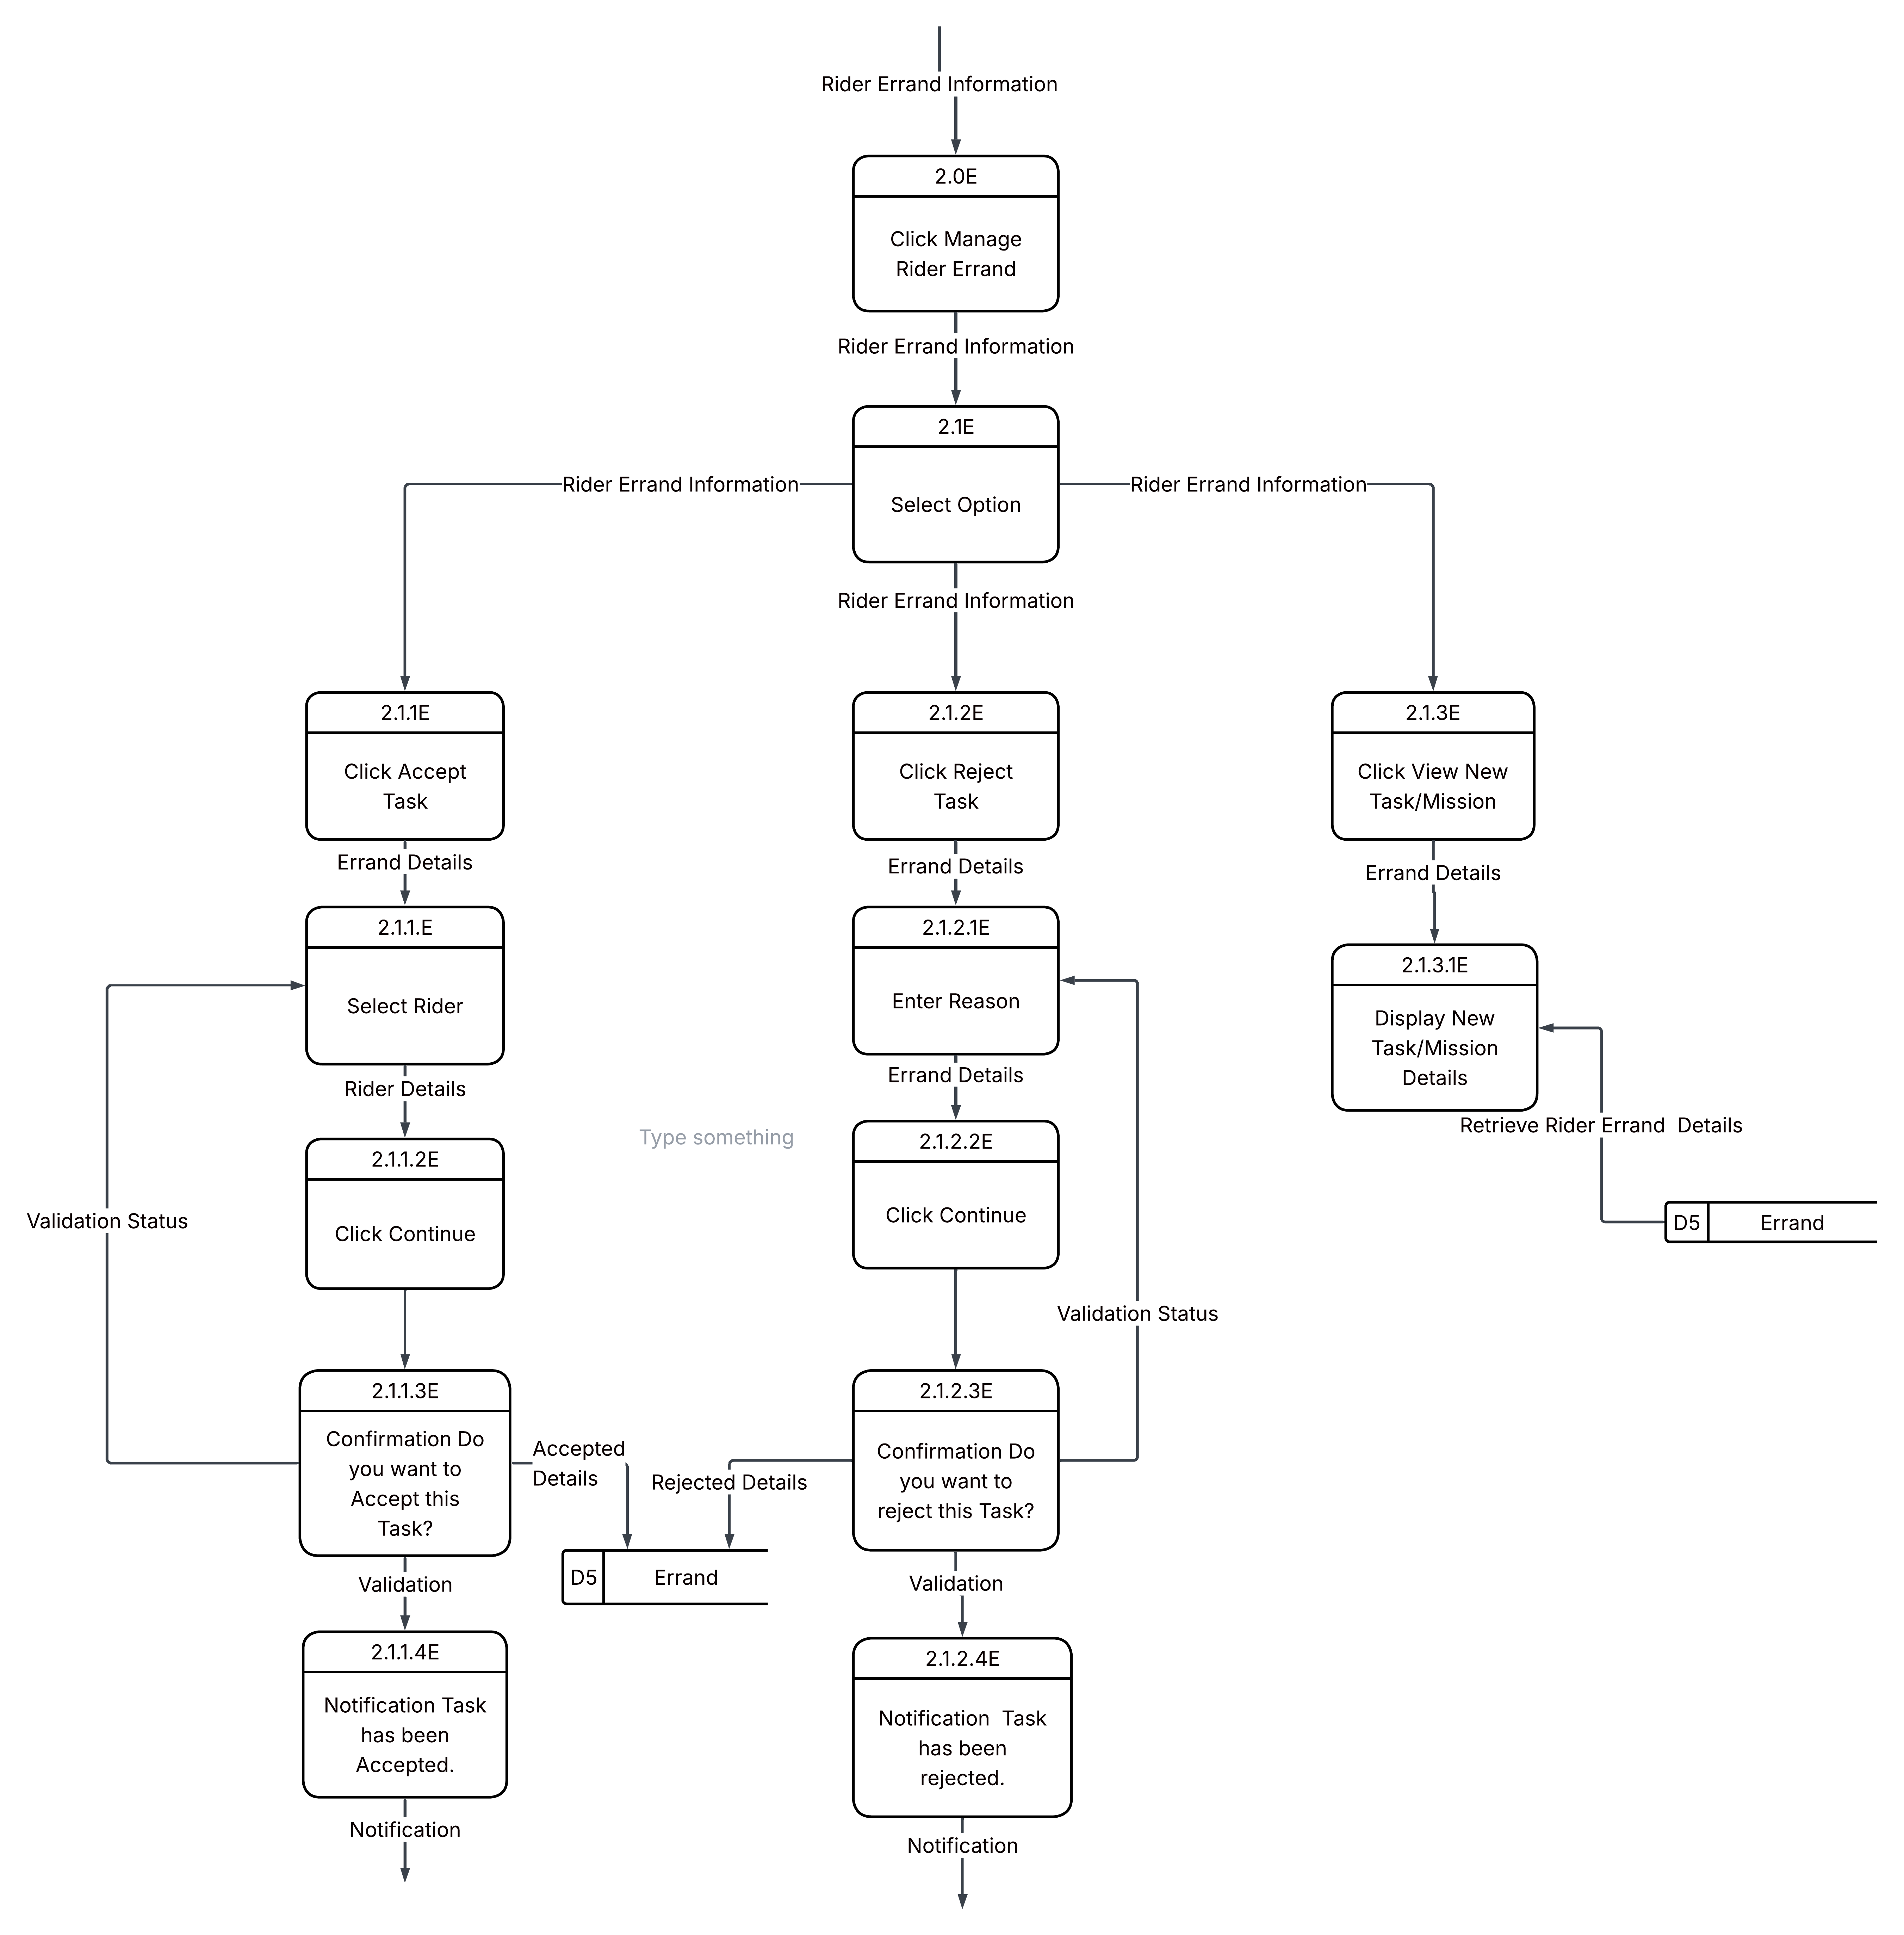 Rider Errand Information
2.0E
Click Manage
Rider Errand
Rider Errand Information
2.1E
Select Option
Rider Errand Information
Rider Errand Information
Rider Errand Information
2.1.1E
Click Accept
Task
2.1.2E
Click Reject
Task
2.1.3E
Click View New
Task/Mission
Errand Details
Errand Details
Errand Details
2.1.1.E
Select Rider
2.1.2.1E
Enter Reason
2.1.3.1E
Display New
Task/Mission
Details
Rider Details
Errand Details
Retrieve Rider Errand  Details
Type something
2.1.1.2E
Click Continue
2.1.2.2E
Click Continue
D5
Errand
Validation Status
Validation Status
2.1.1.3E
Confirmation Do
you want to
Accept this
Task?
Accepted
Details
Rejected Details
2.1.2.3E
Confirmation Do
you want to
reject this Task?
D5
Errand
Validation
Validation
2.1.1.4E
Notification Task
has been
Accepted.
2.1.2.4E
Notification  Task
has been
rejected.
Notification
Notification